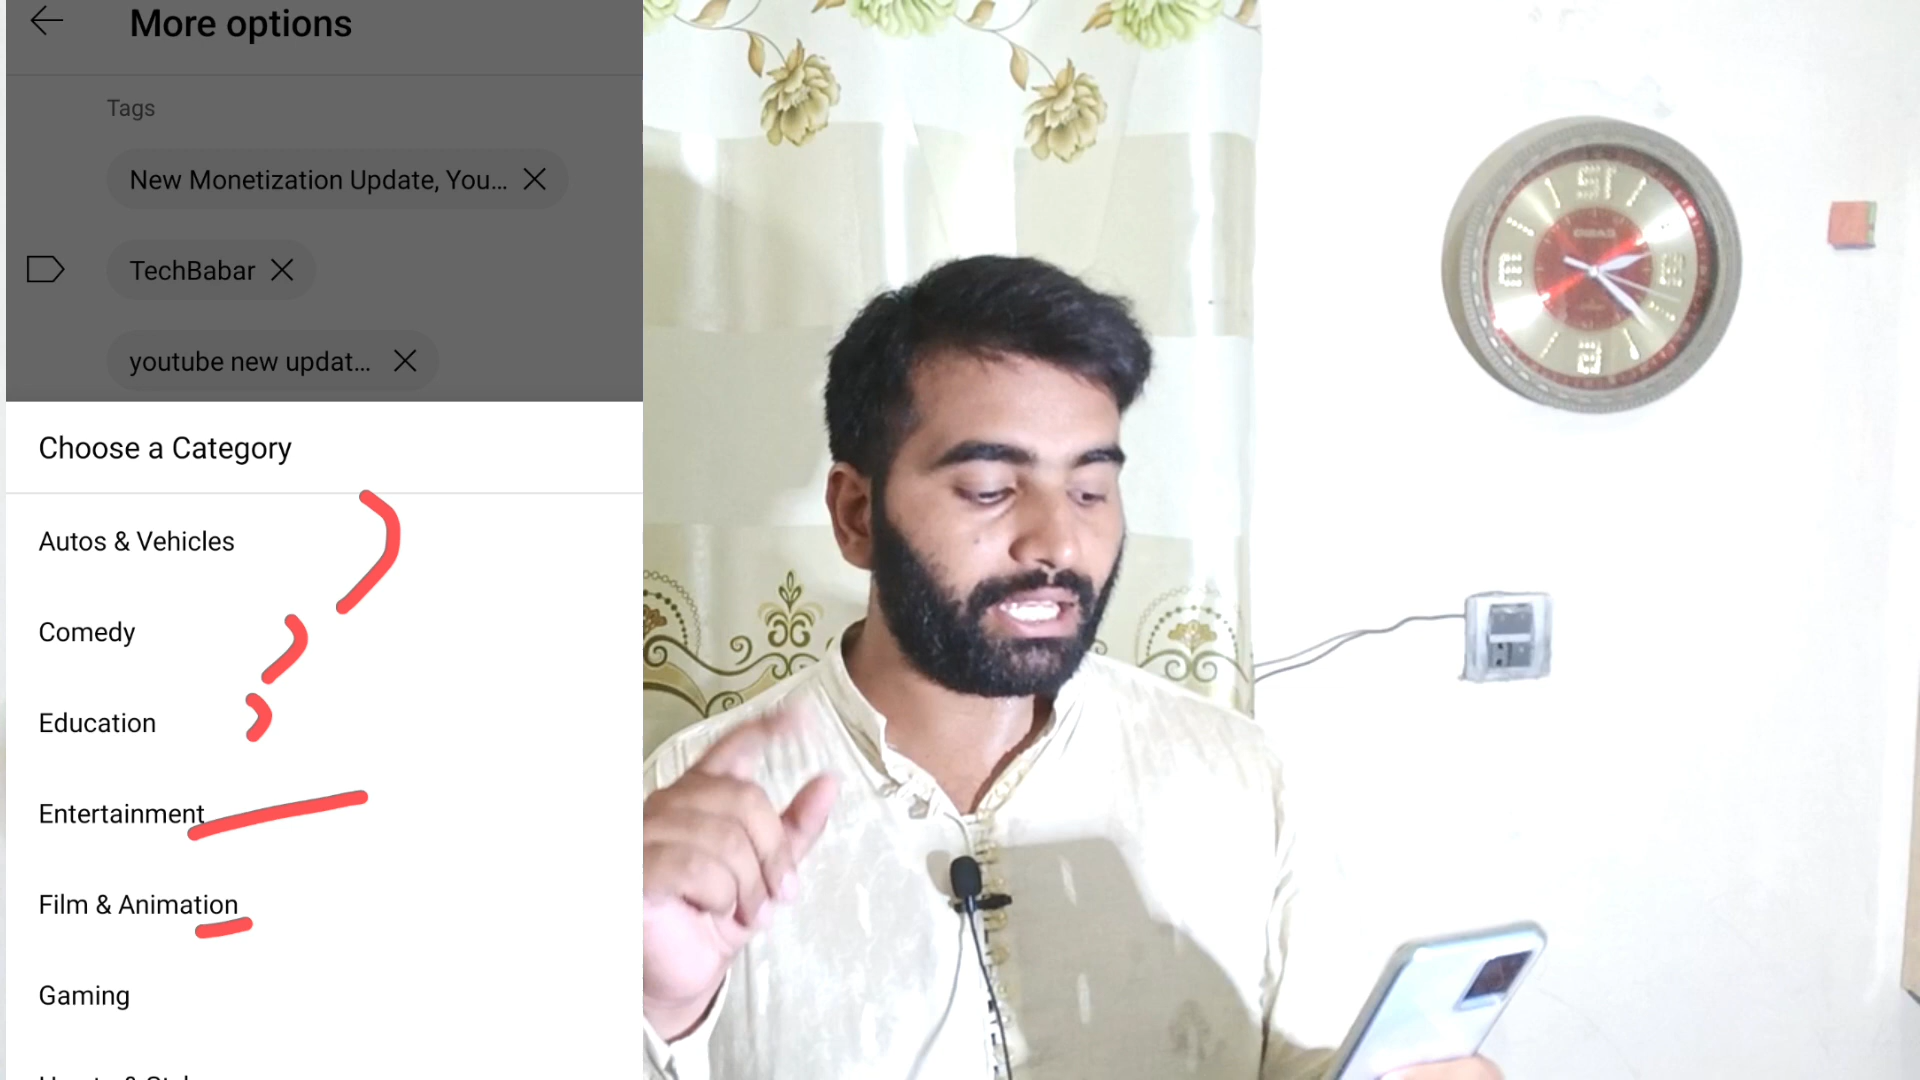 More options
Tags
New Monetization Update, You...
TechBabar
youtube new updat...
Choose a Category
Autos & Vehicles
Comedy
Education
Entertainment
Film & Animation
Gaming